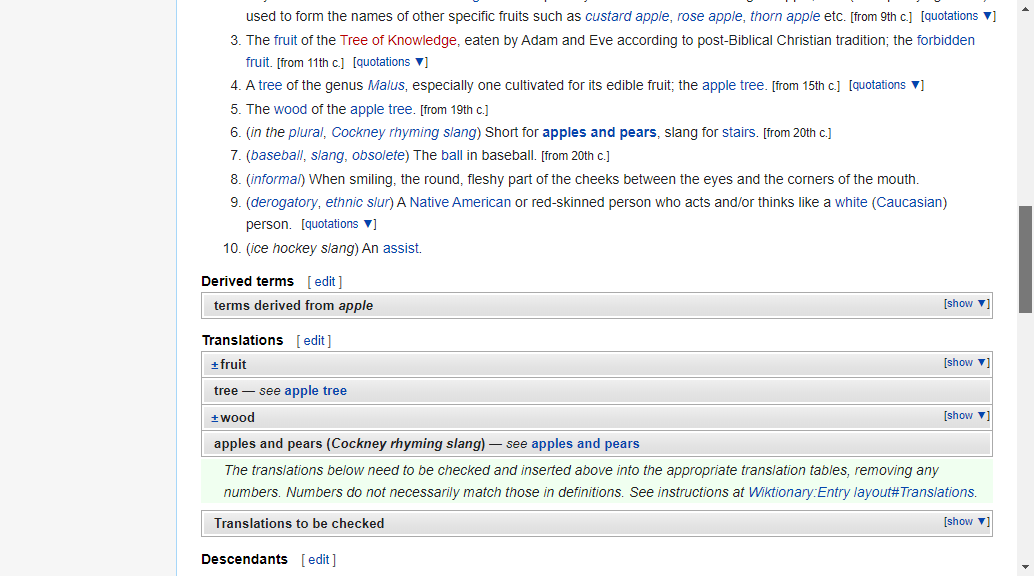 used to form the names of other specific fruits such as custard apple, rose apple, thorn apple etc. [from 9th c.] [quotations ▼]
3. The fruit of the Tree of Knowledge, eaten by Adam and Eve according to post-Biblical Christian tradition; the forbidden
fruit. [from 11th c.] [quotations ▼]
4. A tree of the genus Malus, especially one cultivated for its edible fruit; the apple tree. [from 15th c.] [quotations ▼]
5. The wood of the apple tree. [from 19th c.]
6. (in the plural, Cockney rhyming slang) Short for apples and pears, slang for stairs. [from 20th c.]
7. (baseball, slang, obsolete) The ball in baseball. [from 20th c.]
8. (informal) When smiling, the round, fleshy part of the cheeks between the eyes and the corners of the mouth.
9. (derogatory, ethnic slur) A Native American or red-skinned person who acts and/or thinks like a white (Caucasian)
person. [quotations ▼]
10. (ice hockey slang) An assist.
Derived terms [ edit ]
terms derived from apple [show ▼]
Translations [ edit ]
±fruit [show ▼]
tree — see apple tree
±wood [show ▼]
apples and pears (Cockney rhyming slang) — see apples and pears
The translations below need to be checked and inserted above into the appropriate translation tables, removing any
numbers. Numbers do not necessarily match those in definitions. See instructions at Wiktionary:Entry layout#Translations.
Translations to be checked [show ▼]
Descendants [ edit ]